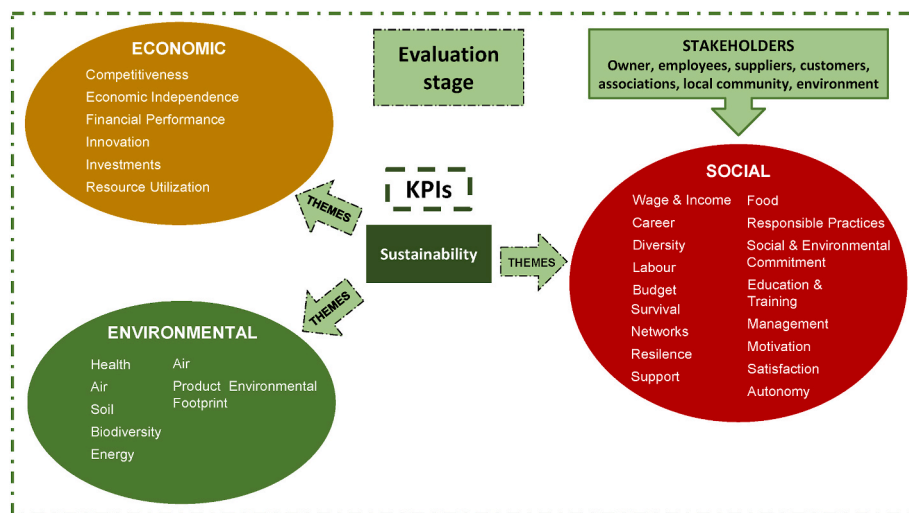 ECONOMIC
Competitiveness
Economic Independence
Financial Performance
Innovation
Investments
Resource Utilization
Evaluation
stage
STAKEHOLDERS
Owner, employees, suppliers, customers,
associations, local community, environment
KPIs
Sustainability
THEMES
THEMES
THEMES
SOCIAL
Wage & Income
Career
Diversity
Labour
Budget
Survival
Networks
Resilence
Support
Food
Responsible Practices
Social & Environmental
Commitment
Education &
Training
Management
Motivation
Satisfaction
Autonomy
ENVIRONMENTAL
Health
Air
Soil
Biodiversity
Energy
Air
Product Environmental
Footprint